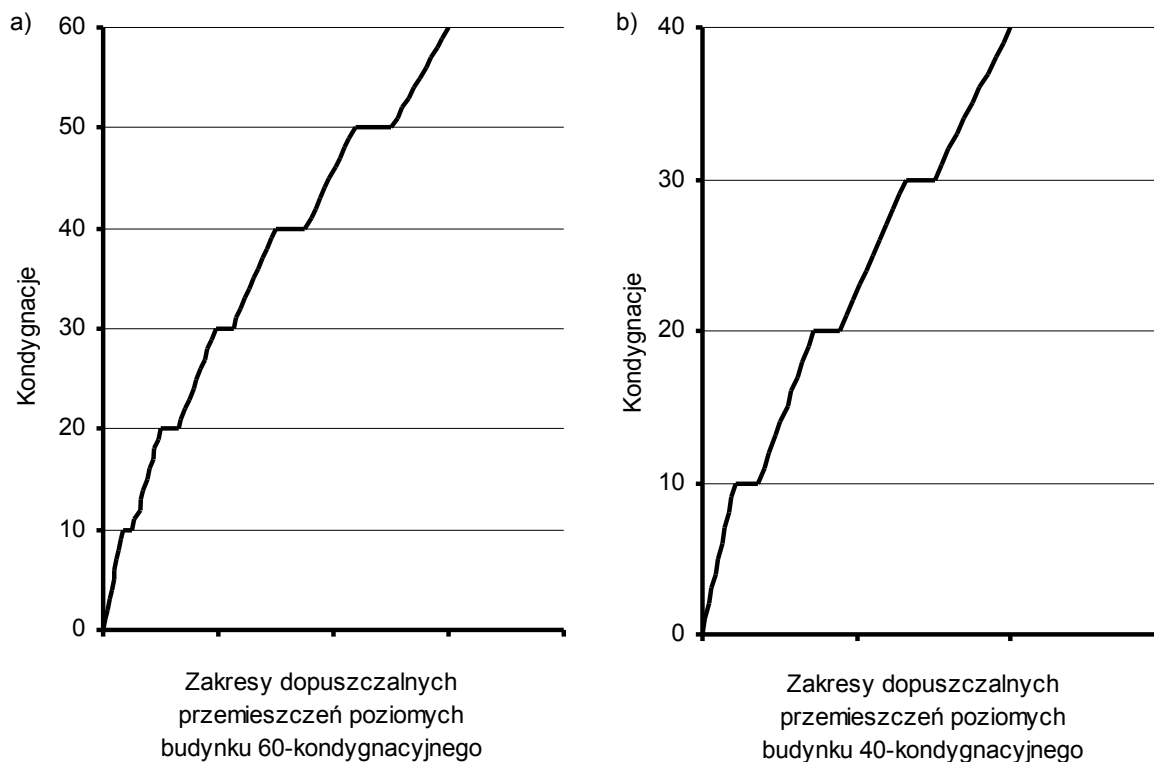 a)
60
50
40
30
20
10
0
Kondygnacje
Zakresy dopuszczalnych
przemieszczeń poziomych
budynku 60-kondygnacyjnego
b)
40
30
20
10
0
Kondygnacje
Zakresy dopuszczalnych
przemieszczeń poziomych
budynku 40-kondygnacyjnego